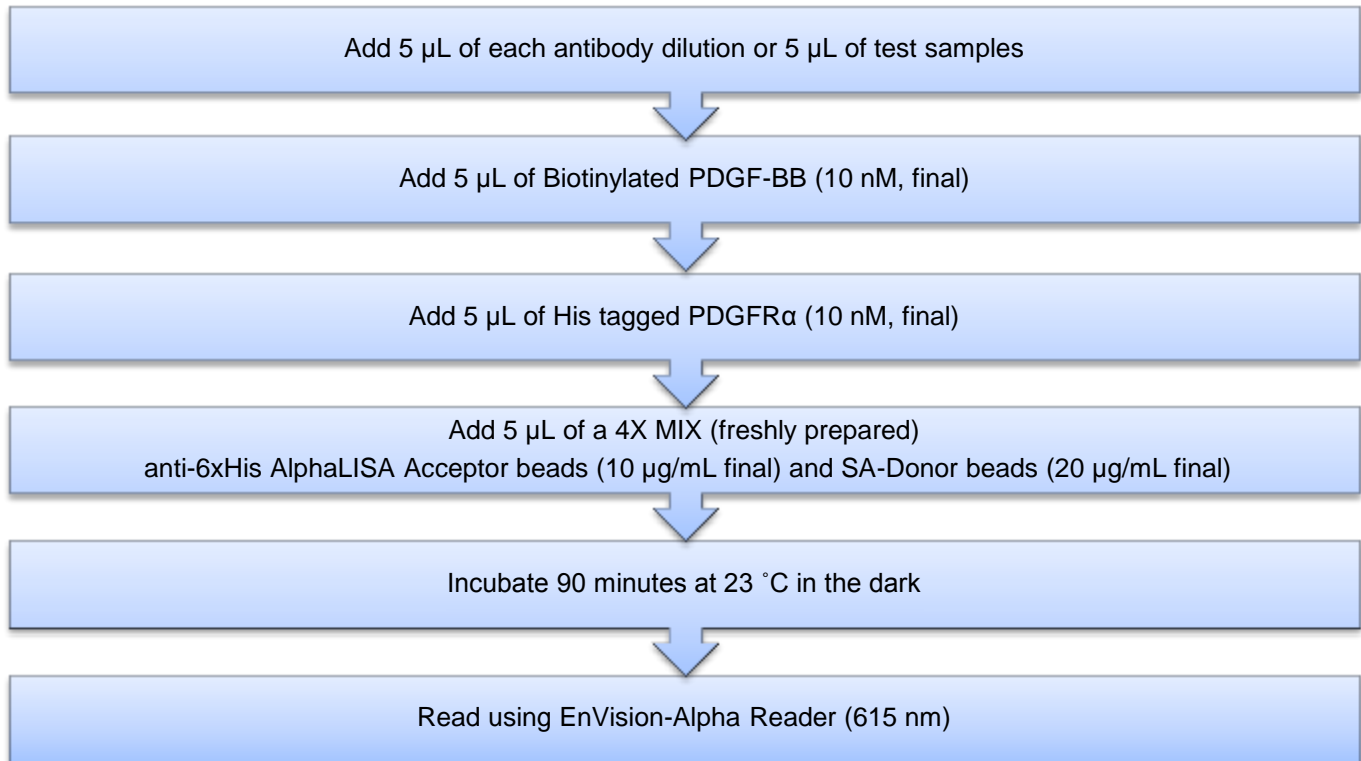 Add 5 µL of each antibody dilution or 5 µL of test samples
Add 5 µL of Biotinylated PDGF-BB (10 nM, final)
Add 5 µL of His tagged PDGFRα (10 nM, final)
Add 5 µL of a 4X MIX (freshly prepared)
anti-6xHis AlphaLISA Acceptor beads (10 µg/mL final) and SA-Donor beads (20 µg/mL final)
Incubate 90 minutes at 23 ˚C in the dark
Read using EnVision-Alpha Reader (615 nm)